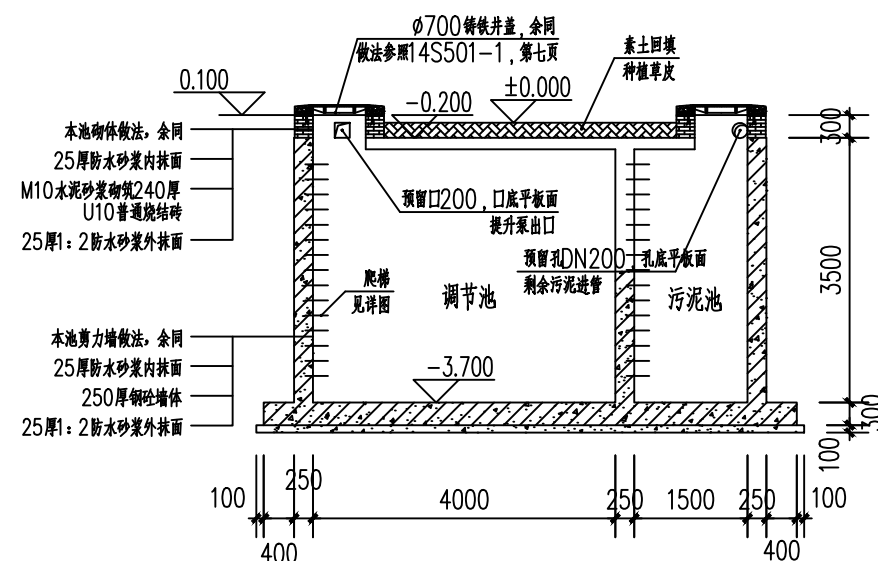 Ø700铸铁井盖，余同
做法参照14S501-1，第七页
素土回填
种植草皮
0.100
±0.000
-0.200
本池砌体做法，余同
25厚防水砂浆内抹面
M10水泥砂浆砌筑240厚
U10普通烧结砖
25厚1：2防水砂浆外抹面
预留口200，口底平板面
提升泵出口
预留孔DN200，孔底平板面
剩余污泥进管
爬梯
见详图
调节池
污泥池
本池剪力墙做法，余同
25厚防水砂浆内抹面
250厚钢砼墙体
25厚1：2防水砂浆外抹面
-3.700
300
3500
300
100
100
400
250
4000
250
1500
250
400
100